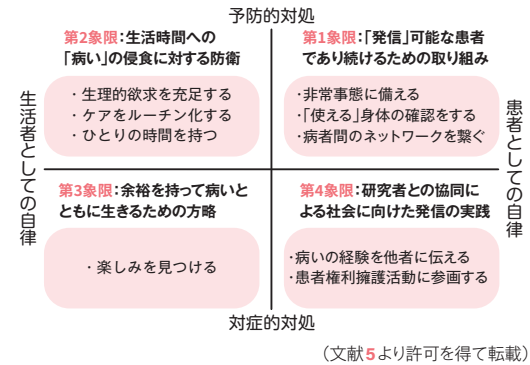 予防的対処
第2象限：生活時間への
「病い」の侵食に対する防衛
・生理的欲求を充足する
・ケアをルーチン化する
・ひとりの時間を持つ
第1象限：「発信」可能な患者
であり続けるための取り組み
・非常事態に備える
・「使える」身体の確認をする
・病者間のネットワークを繋ぐ
生活者としての自律
患者としての自律
第3象限：余裕を持って病いと
ともに生きるための方略
・楽しみを見つける
第4象限：研究者との協同に
よる社会に向けた発信の実践
・病いの経験を他者に伝える
・患者権利擁護活動に参画する
対症的対処
（文献5より許可を得て転載）